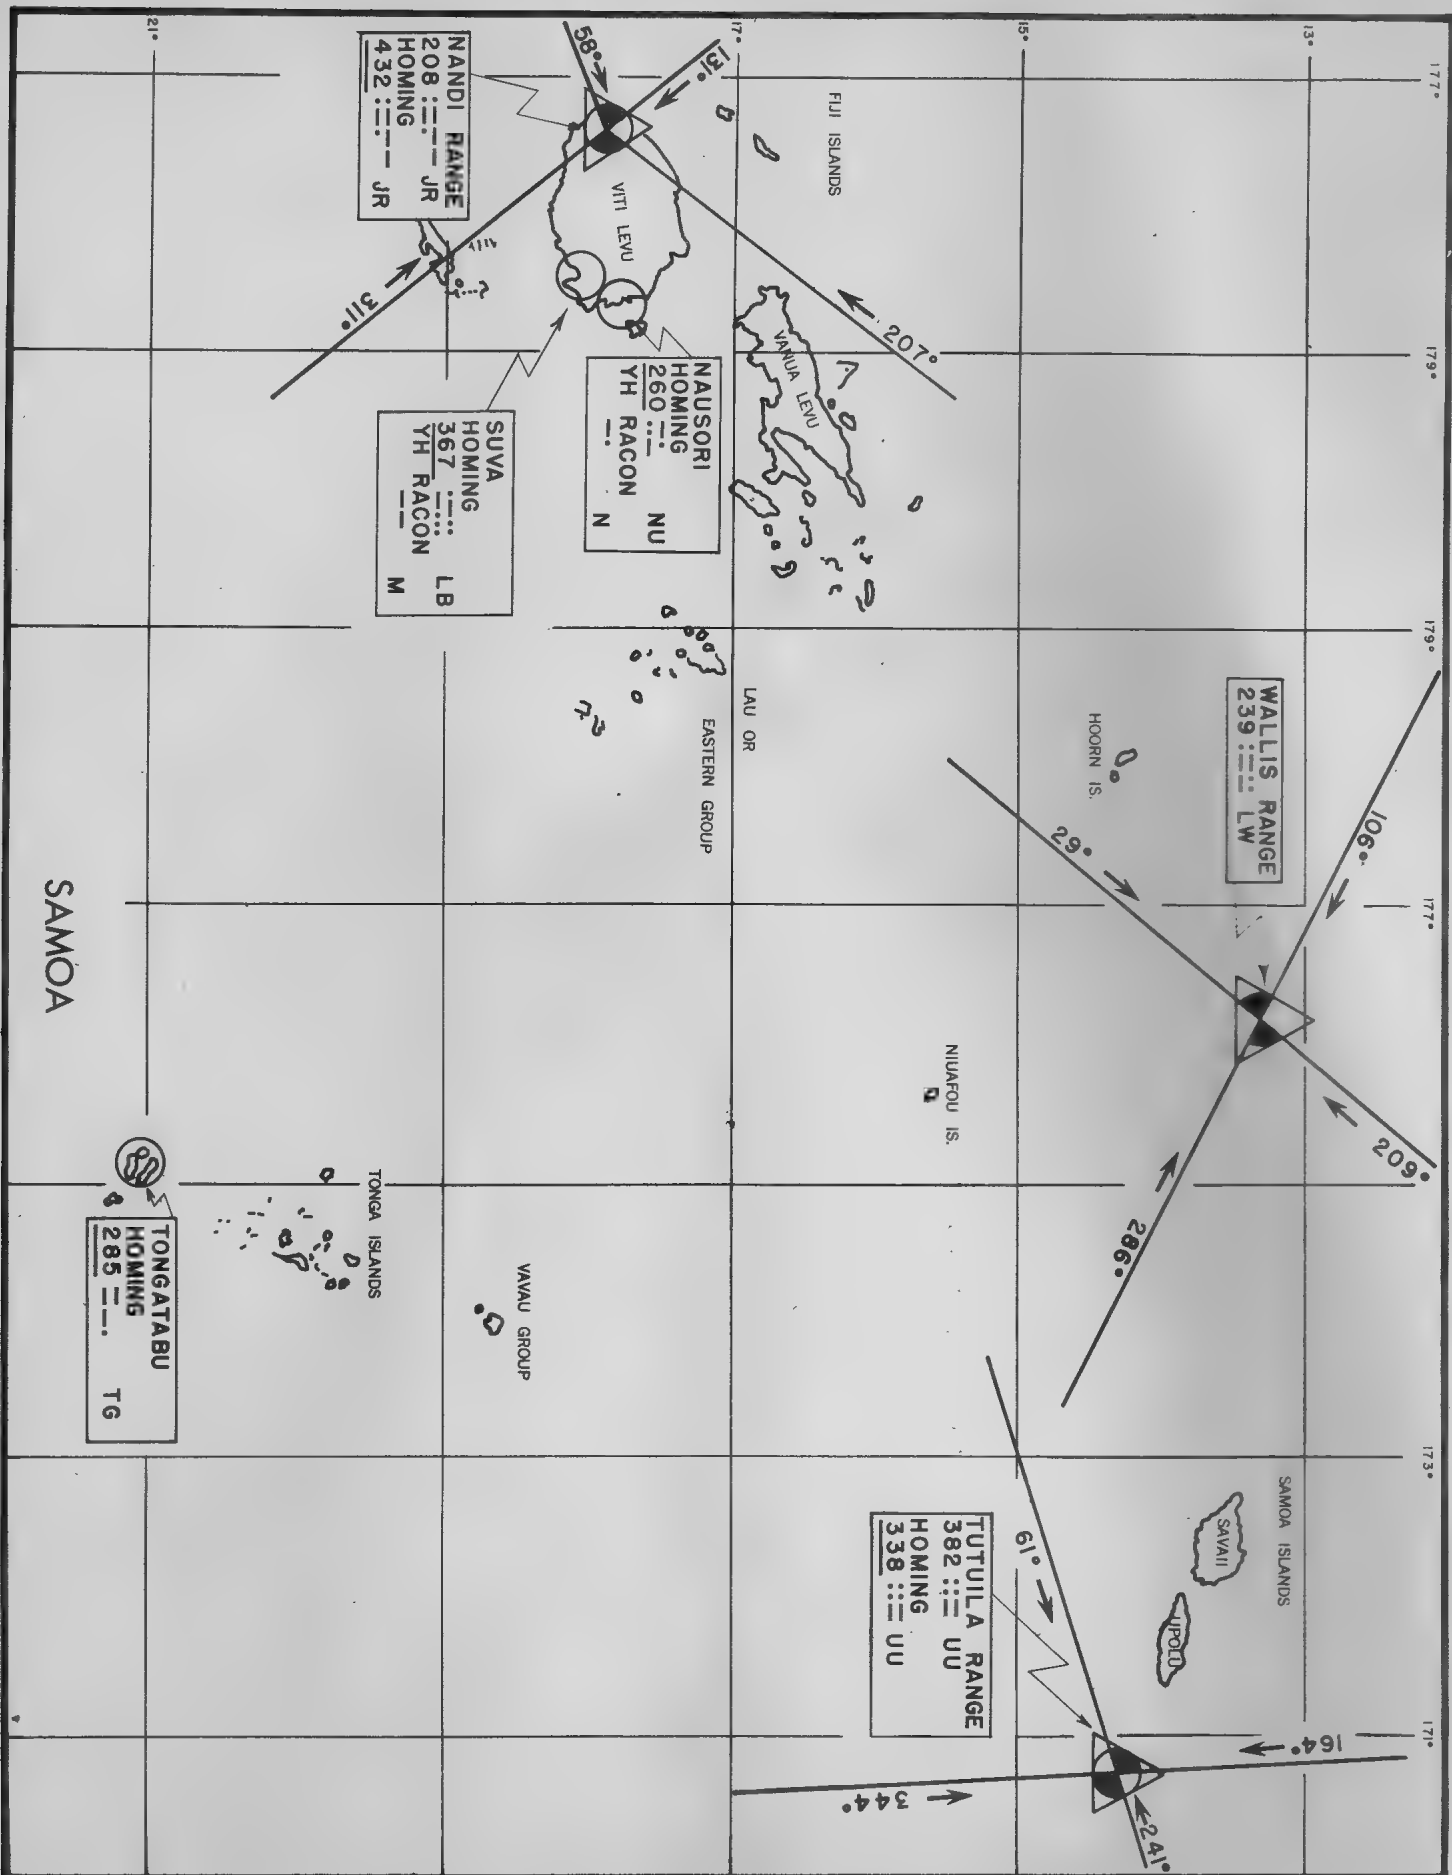 177°
179°
179°
177°
173°
171°
13°
15°
17°
21°
WALLIS RANGE
239 :=:: LW
106°
209°
29°
286°
HOORN IS.
SAMOA ISLANDS
SAVAII
UPOLU
164°
241°
61°
344°
TUTUILA RANGE
382 ::= UU
HOMING
338 ::= UU
NIUAFOU IS.
FIJI ISLANDS
207°
VANUA LEVU
131°
58°
VITI LEVU
311°
NANDI RANGE
208 :=-- JR
HOMING
432 :=-- JR
NAUSORI
HOMING
260 -: NU
YH RACON
-. N
SUVA
HOMING
367 LB
YH RACON
-- M
LAU OR
EASTERN GROUP
VAVAU GROUP
TONGA ISLANDS
TONGATABU
HOMING
285 =-. TG
SAMOA